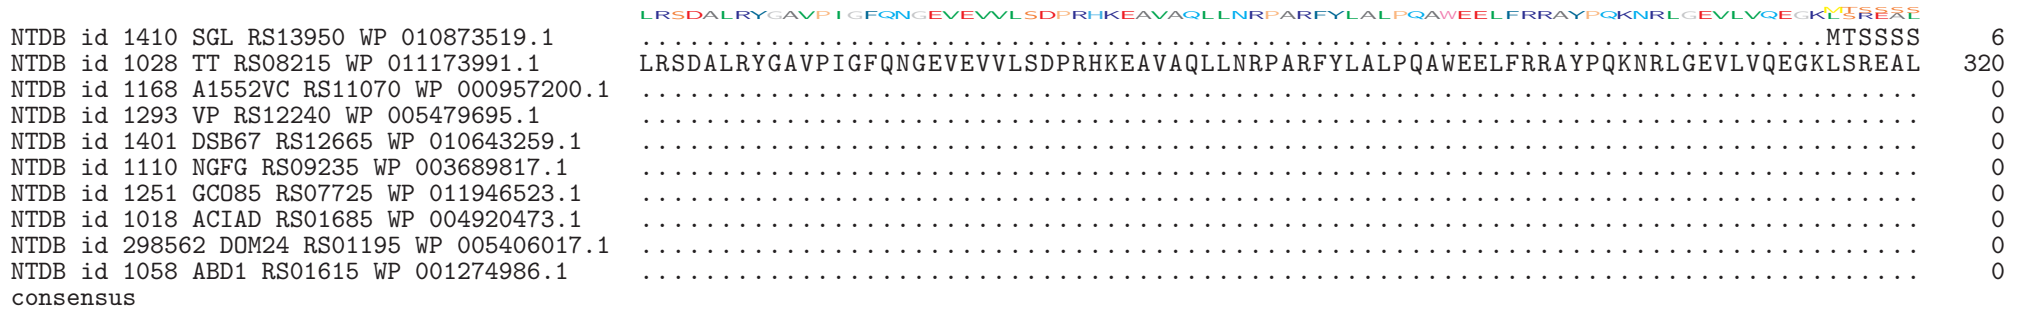 LRSDALRYGAVPIGFQNGEVEVVLSDPRHKEAVAQLLNRPARFYLALPQAWEELFRRAYPQKNRLGEVLVQEGKLSREAL
NTDB id 1410 SGL RS13950 WP 010873519.1 ..........................................................................MTSSSS 6
NTDB id 1028 TT RS08215 WP 011173991.1 LRSDALRYGAVPIGFQNGEVEVVLSDPRHKEAVAQLLNRPARFYLALPQAWEELFRRAYPQKNRLGEVLVQEGKLSREAL 320
NTDB id 1168 A1552VC RS11070 WP 000957200.1 ................................................................................ 0
NTDB id 1293 VP RS12240 WP 005479695.1 ................................................................................ 0
NTDB id 1401 DSB67 RS12665 WP 010643259.1 ................................................................................ 0
NTDB id 1110 NGFG RS09235 WP 003689817.1 ................................................................................ 0
NTDB id 1251 GCO85 RS07725 WP 011946523.1 ................................................................................ 0
NTDB id 1018 ACIAD RS01685 WP 004920473.1 ................................................................................ 0
NTDB id 298562 DOM24 RS01195 WP 005406017.1 ................................................................................ 0
NTDB id 1058 ABD1 RS01615 WP 001274986.1 ................................................................................ 0
consensus